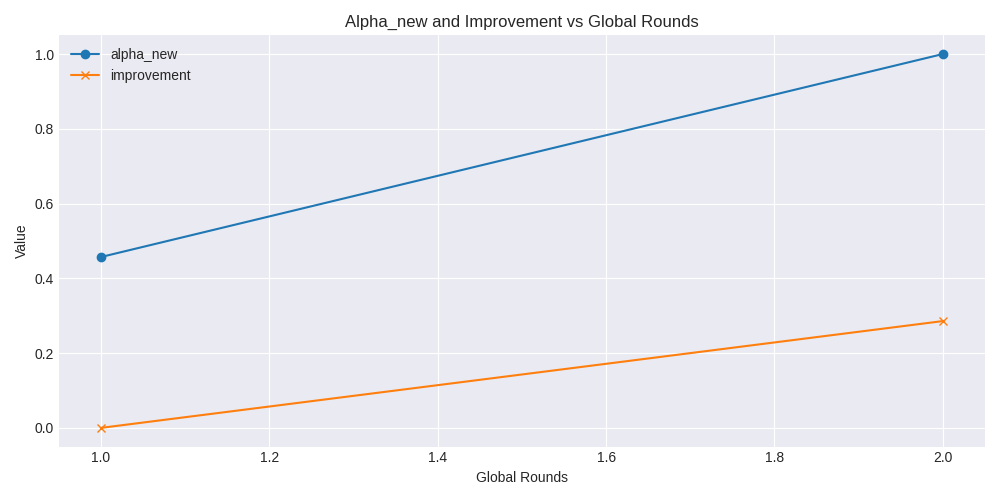 Alpha_new and Improvement vs Global Rounds
alpha_new
improvement
Value
1.0
0.8
0.6
0.4
0.2
0.0
1.0 1.2 1.4 1.6 1.8 2.0
Global Rounds